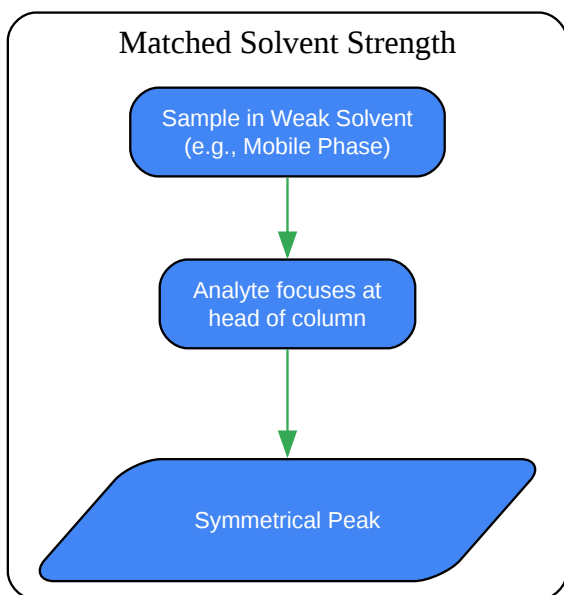 Matched Solvent Strength
Sample in Weak Solvent
(e.g., Mobile Phase)
Analyte focuses at
head of column
Symmetrical Peak